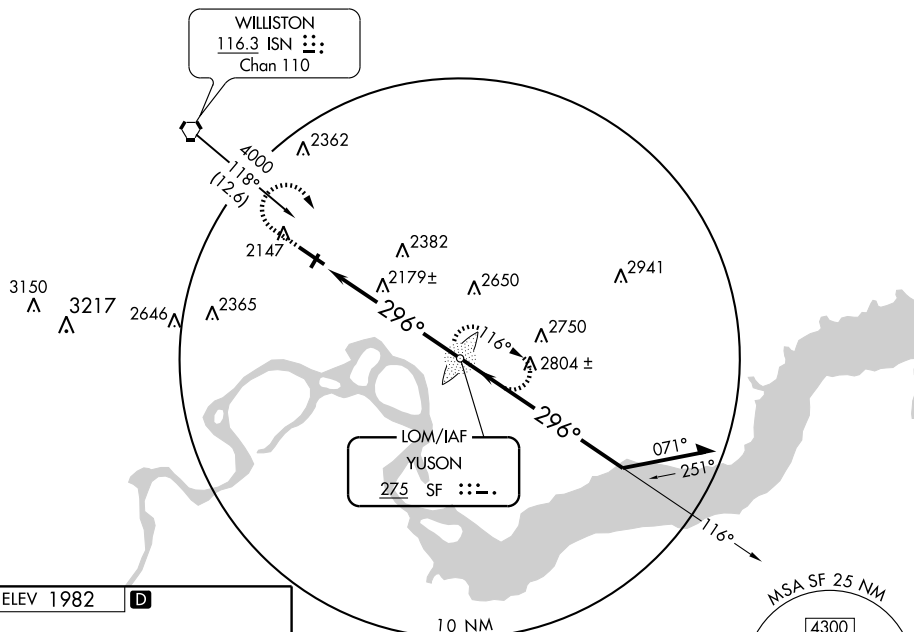 WILLISTON
116.3 ISN
Chan 110
2362
4000
118°
(12.6)
2147
2382
2179±
2650
2941
3150
3217
2646
2365
296°
116°
2750
2804 ±
296°
LOM/IAF
YUSON
275 SF
071°
251°
116°
ELEV 1982 D
10 NM
MSA SF 25 NM
4300